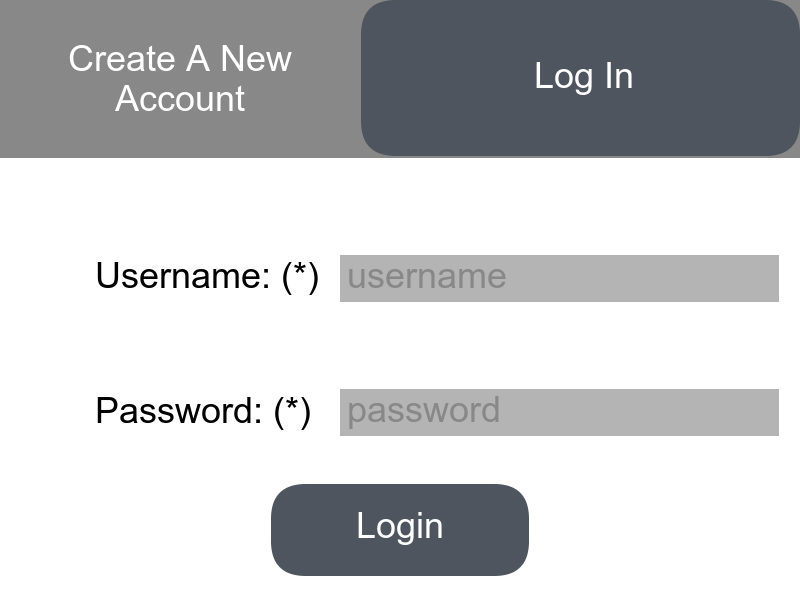 Create A New
Account
Log In
Username: (*)
username
Password: (*)
password
Login